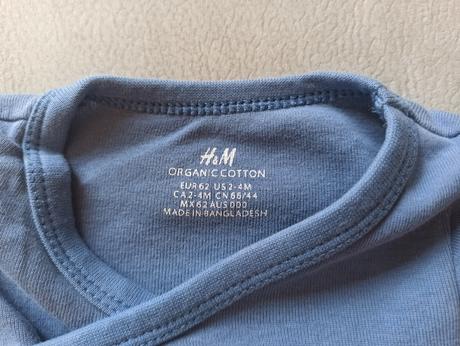 H&M
ORGANIC COTTON
EUR 62 US 2-4M
CA 2-4M CN 66/44
MX 62 AUS 000
MADE IN BANGLADESH